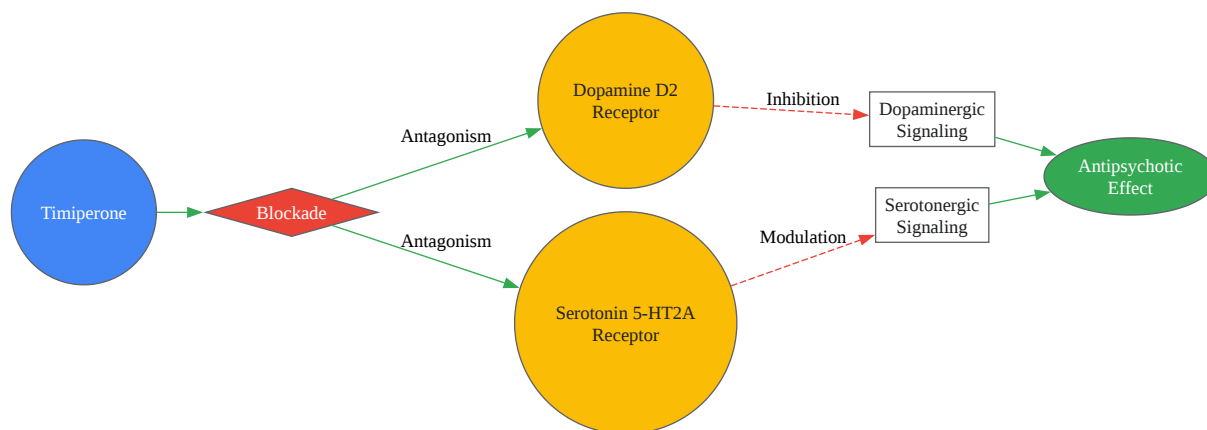 Timiperone
Blockade
Antagonism
Antagonism
Dopamine D2
Receptor
Serotonin 5-HT2A
Receptor
Inhibition
Modulation
Dopaminergic
Signaling
Serotonergic
Signaling
Antipsychotic
Effect